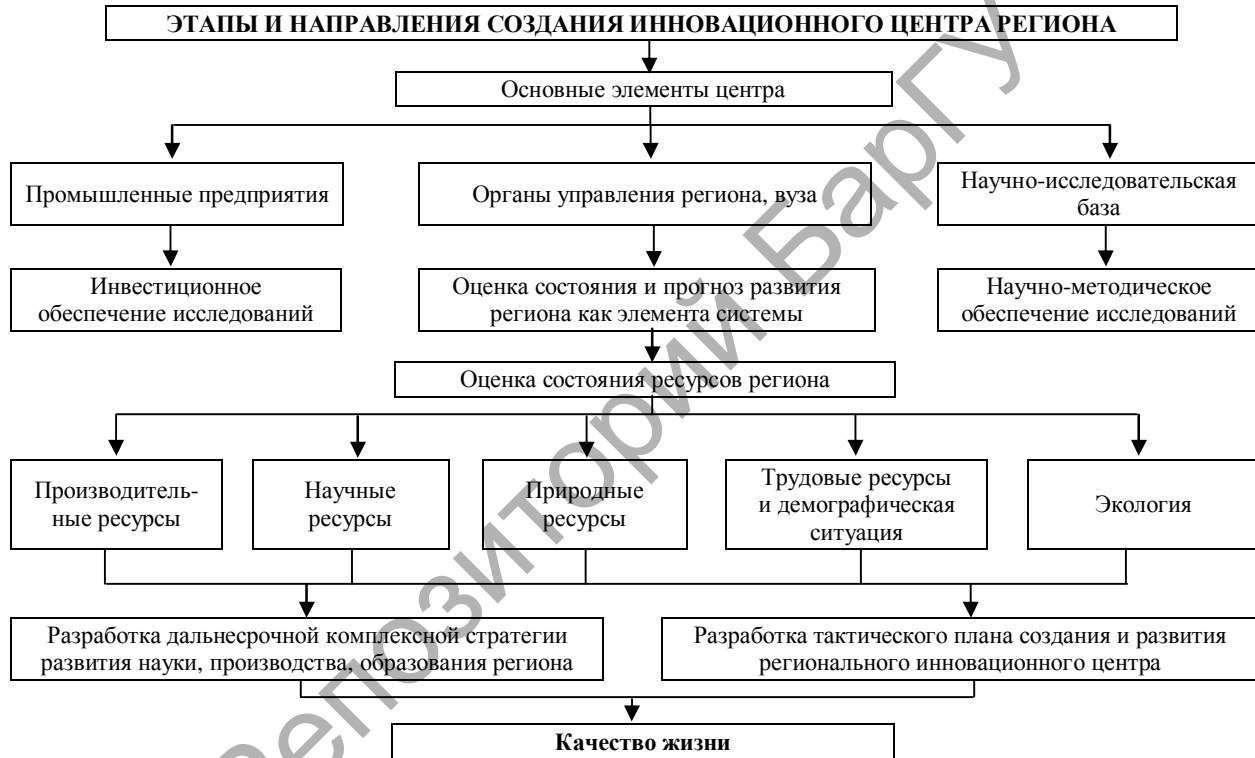 ЭТАПЫ И НАПРАВЛЕНИЯ СОЗДАНИЯ ИННОВАЦИОННОГО ЦЕНТРА РЕГИОНА
Основные элементы центра
Промышленные предприятия
Органы управления региона, вуза
Научно-исследовательская
база
Инвестиционное
обеспечение исследований
Оценка состояния и прогноз развития
региона как элемента системы
Научно-методическое
обеспечение исследований
Оценка состояния ресурсов региона
Производитель-
ные ресурсы
Научные
ресурсы
Природные
ресурсы
Трудовые ресурсы
и демографическая
ситуация
Экология
Разработка дальнесрочной комплексной стратегии
развития науки, производства, образования региона
Разработка тактического плана создания и развития
регионального инновационного центра
Качество жизни
Репозиторий БарГУ